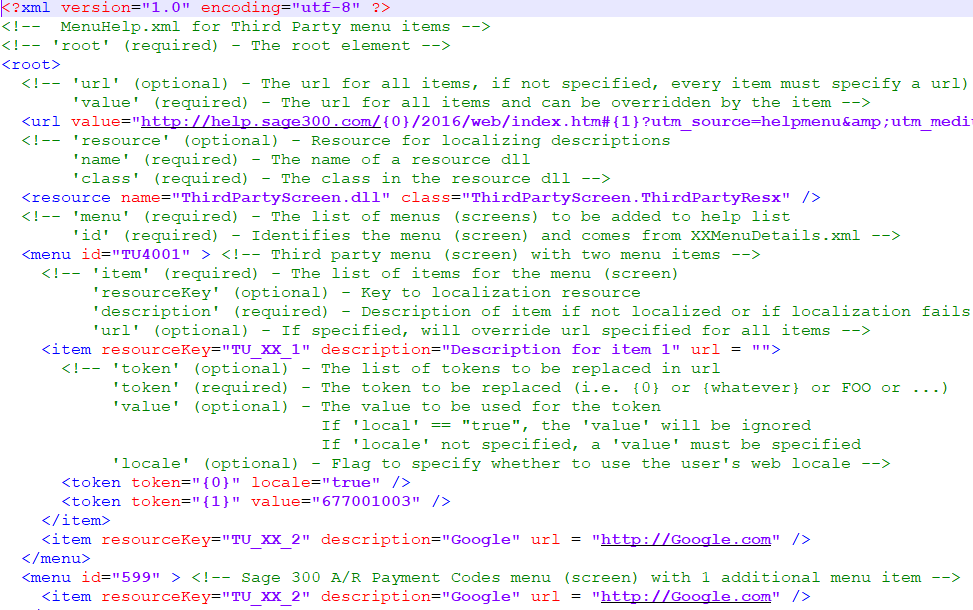 <?xml version="1.0" encoding="utf-8" ?>
<!--  MenuHelp.xml for Third Party menu items -->
<!-- 'root' (required) - The root element -->
<root>
  <!-- 'url' (optional) - The url for all items, if not specified, every item must specify a url)
       'value' (required) - The url for all items and can be overridden by the item -->
  <url value="http://help.sage300.com/{0}/2016/web/index.htm#{1}?utm_source=helpmenu&amp;utm_medi
  <!-- 'resource' (optional) - Resource for localizing descriptions
       'name' (required) - The name of a resource dll
       'class' (required) - The class in the resource dll -->
  <resource name="ThirdPartyScreen.dll" class="ThirdPartyScreen.ThirdPartyResx" />
  <!-- 'menu' (required) - The list of menus (screens) to be added to help list
       'id' (required) - Identifies the menu (screen) and comes from XXMenuDetails.xml -->
  <menu id="TU4001" > <!-- Third party menu (screen) with two menu items -->
    <!-- 'item' (required) - The list of items for the menu (screen)
         'resourceKey' (optional) - Key to localization resource
         'description' (required) - Description of item if not localized or if localization fails
         'url' (optional) - If specified, will override url specified for all items -->
    <item resourceKey="TU_XX_1" description="Description for item 1" url = "">
      <!-- 'token' (optional) - The list of tokens to be replaced in url
           'token' (required) - The token to be replaced (i.e. {0} or {whatever} or FOO or ...)
           'value' (optional) - The value to be used for the token
                                If 'local' == "true", the 'value' will be ignored
                                If 'locale' not specified, a 'value' must be specified
           'locale' (optional) - Flag to specify whether to use the user's web locale -->
      <token token="{0}" locale="true" />
      <token token="{1}" value="677001003" />
    </item>
    <item resourceKey="TU_XX_2" description="Google" url = "http://Google.com" />
  </menu>
  <menu id="599" > <!-- Sage 300 A/R Payment Codes menu (screen) with 1 additional menu item -->
    <item resourceKey="TU_XX_2" description="Google" url = "http://Google.com" />